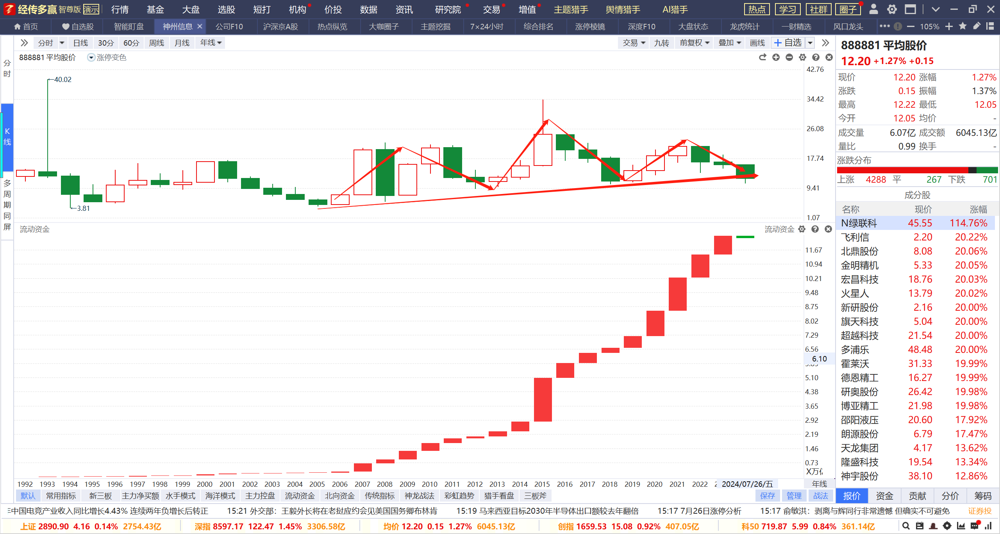 经传多赢 智尊版 演示 行情 基金 大盘 选股 短打 机构 价投 数据 资讯 研究院 交易 增值 主题猎手 舆情猎手 AI猎手 热点 学习 社群 圈子
首页 自选股 智能盯盘 神州信息 公司F10 沪深京A股 热点纵览 大咖圈子 主题挖掘 7×24小时 综合排名 涨停棱镜 深度F10 大盘状态 龙虎统计 一财精选 风口龙头 105%
分时
K线
多周期同屏
分时 日线 30分 60分 周线 月线 年线 交易 九转 前复权 叠加 画线 自选
888881 平均股价 涨停变色
42.76
←40.02
34.42
26.08
17.74
9.41
←3.81
1.07
流动资金 流动资金
11.67
10.94
10.21
9.48
8.75
8.02
7.29
6.56
6.10
5.10
4.38
3.65
2.92
2.19
1.46
0.73
X万亿
1992 1993 1994 1995 1996 1997 1998 1999 2000 2001 2002 2003 2004 2005 2006 2007 2008 2009 2010 2011 2012 2013 2014 2015 2016 2017 2018 2019 2020 2021 2022 2024/07/26/五 年线
默认 常用指标 新三板 主力净买额 水手模式 海洋模式 主力控盘 流动资金 北向资金 传统指标 神龙战法 彩虹趋势 猎手看盘 三板斧 保存 管理 战法
888881 平均股价
12.20 +1.27% +0.15
现价 12.20 涨幅 1.27%
涨跌 0.15 振幅 1.37%
最高 12.22 最低 12.05
今开 12.05 均价 -
成交量 6.07亿 成交额 6045.13亿
量比 0.99 换手 -
涨跌分布
上涨 4288 平 267 下跌 701
成分股
名称 现价 涨幅
N绿联科 45.55 114.76%
飞利信 2.20 20.22%
北鼎股份 8.08 20.06%
金明精机 5.33 20.05%
宏昌科技 18.76 20.03%
火星人 13.79 20.02%
新研股份 2.16 20.00%
旗天科技 5.04 20.00%
超越科技 21.54 20.00%
多浦乐 48.48 20.00%
霍莱沃 31.33 19.99%
德恩精工 16.27 19.99%
研奥股份 26.42 19.98%
博亚精工 21.98 19.98%
邵阳液压 20.60 17.92%
朗源股份 6.79 17.47%
天龙集团 4.17 13.62%
隆盛科技 19.54 13.34%
神宇股份 38.10 12.86%
报价 资金 贡献 分价 筹码
中国电竞产业收入同比增长4.43% 连续两年负增长后转正 15:21 外交部：王毅外长将在老挝应约会见美国国务卿布林肯 15:19 马来西亚目标2030年半导体出口额较去年翻倍 15:17 7月26日涨停分析 15:17 俞敏洪：剥离与辉同行非常遗憾 但确实不可避免 证券投
上证 2890.90 4.16 0.14% 2754.43亿 深指 8597.17 122.47 1.45% 3306.58亿 均价 12.20 0.15 1.27% 6045.13亿 创指 1659.53 15.08 0.92% 407.05亿 科50 719.87 5.99 0.84% 361.14亿